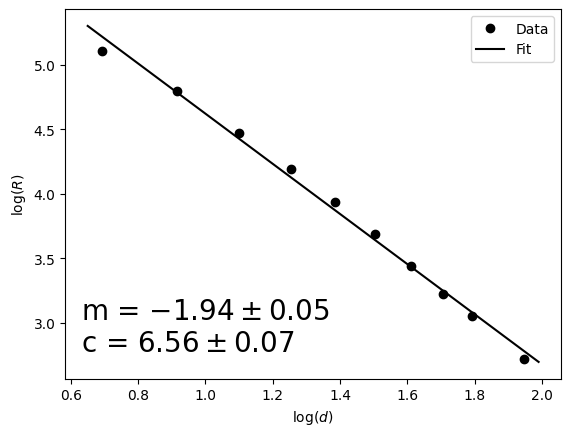 Data
Fit
5.0
4.5
4.0
3.5
3.0
log(R)
m = −1.94 ± 0.05
c = 6.56 ± 0.07
0.6 0.8 1.0 1.2 1.4 1.6 1.8 2.0
log(d)